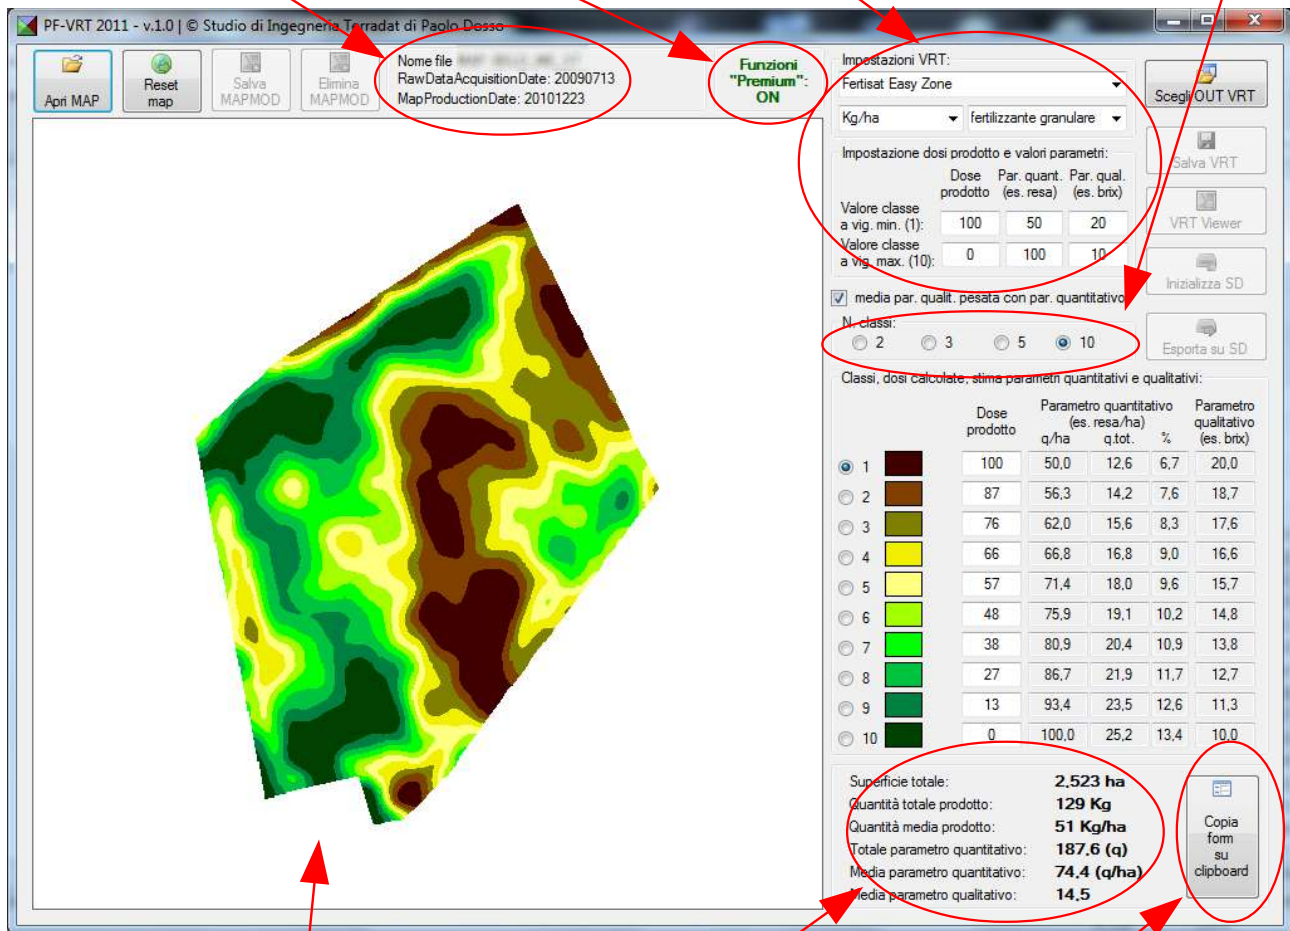 PF-VRT 2011 - v.1.0 | © Studio di Ingegneria Terradat di Paolo Dosso
Apri MAP
Reset
map
Salva
MAPMOD
Elimina
MAPMOD
Nome file
RawDataAcquisitionDate: 20090713
MapProductionDate: 20101223
Funzioni
"Premium":
ON
Impostazioni VRT:
Fertisat Easy Zone
Kg/ha fertilizzante granulare
Scegli OUT VRT
Salva VRT
VRT Viewer
Inizializza SD
Esporta su SD
Impostazione dosi prodotto e valori parametri:
Dose Par. quant. Par. qual.
prodotto (es. resa) (es. brix)
Valore classe
a vig. min. (1): 100 50 20
Valore classe
a vig. max. (10): 0 100 10
media par. qualit. pesata con par. quantitativo
N. classi:
2 3 5 10
Classi, dosi calcolate, stima parametri quantitativi e qualitativi:
Dose Parametro quantitativo Parametro
prodotto (es. resa/ha) qualitativo
q/ha q.tot. % (es. brix)
1 100 50,0 12,6 6,7 20,0
2 87 56,3 14,2 7,6 18,7
3 76 62,0 15,6 8,3 17,6
4 66 66,8 16,8 9,0 16,6
5 57 71,4 18,0 9,6 15,7
6 48 75,9 19,1 10,2 14,8
7 38 80,9 20,4 10,9 13,8
8 27 86,7 21,9 11,7 12,7
9 13 93,4 23,5 12,6 11,3
10 0 100,0 25,2 13,4 10,0
Superficie totale: 2,523 ha
Quantità totale prodotto: 129 Kg
Quantità media prodotto: 51 Kg/ha
Totale parametro quantitativo: 187,6 (q)
Media parametro quantitativo: 74,4 (q/ha)
Media parametro qualitativo: 14,5
Copia
form
su
clipboard